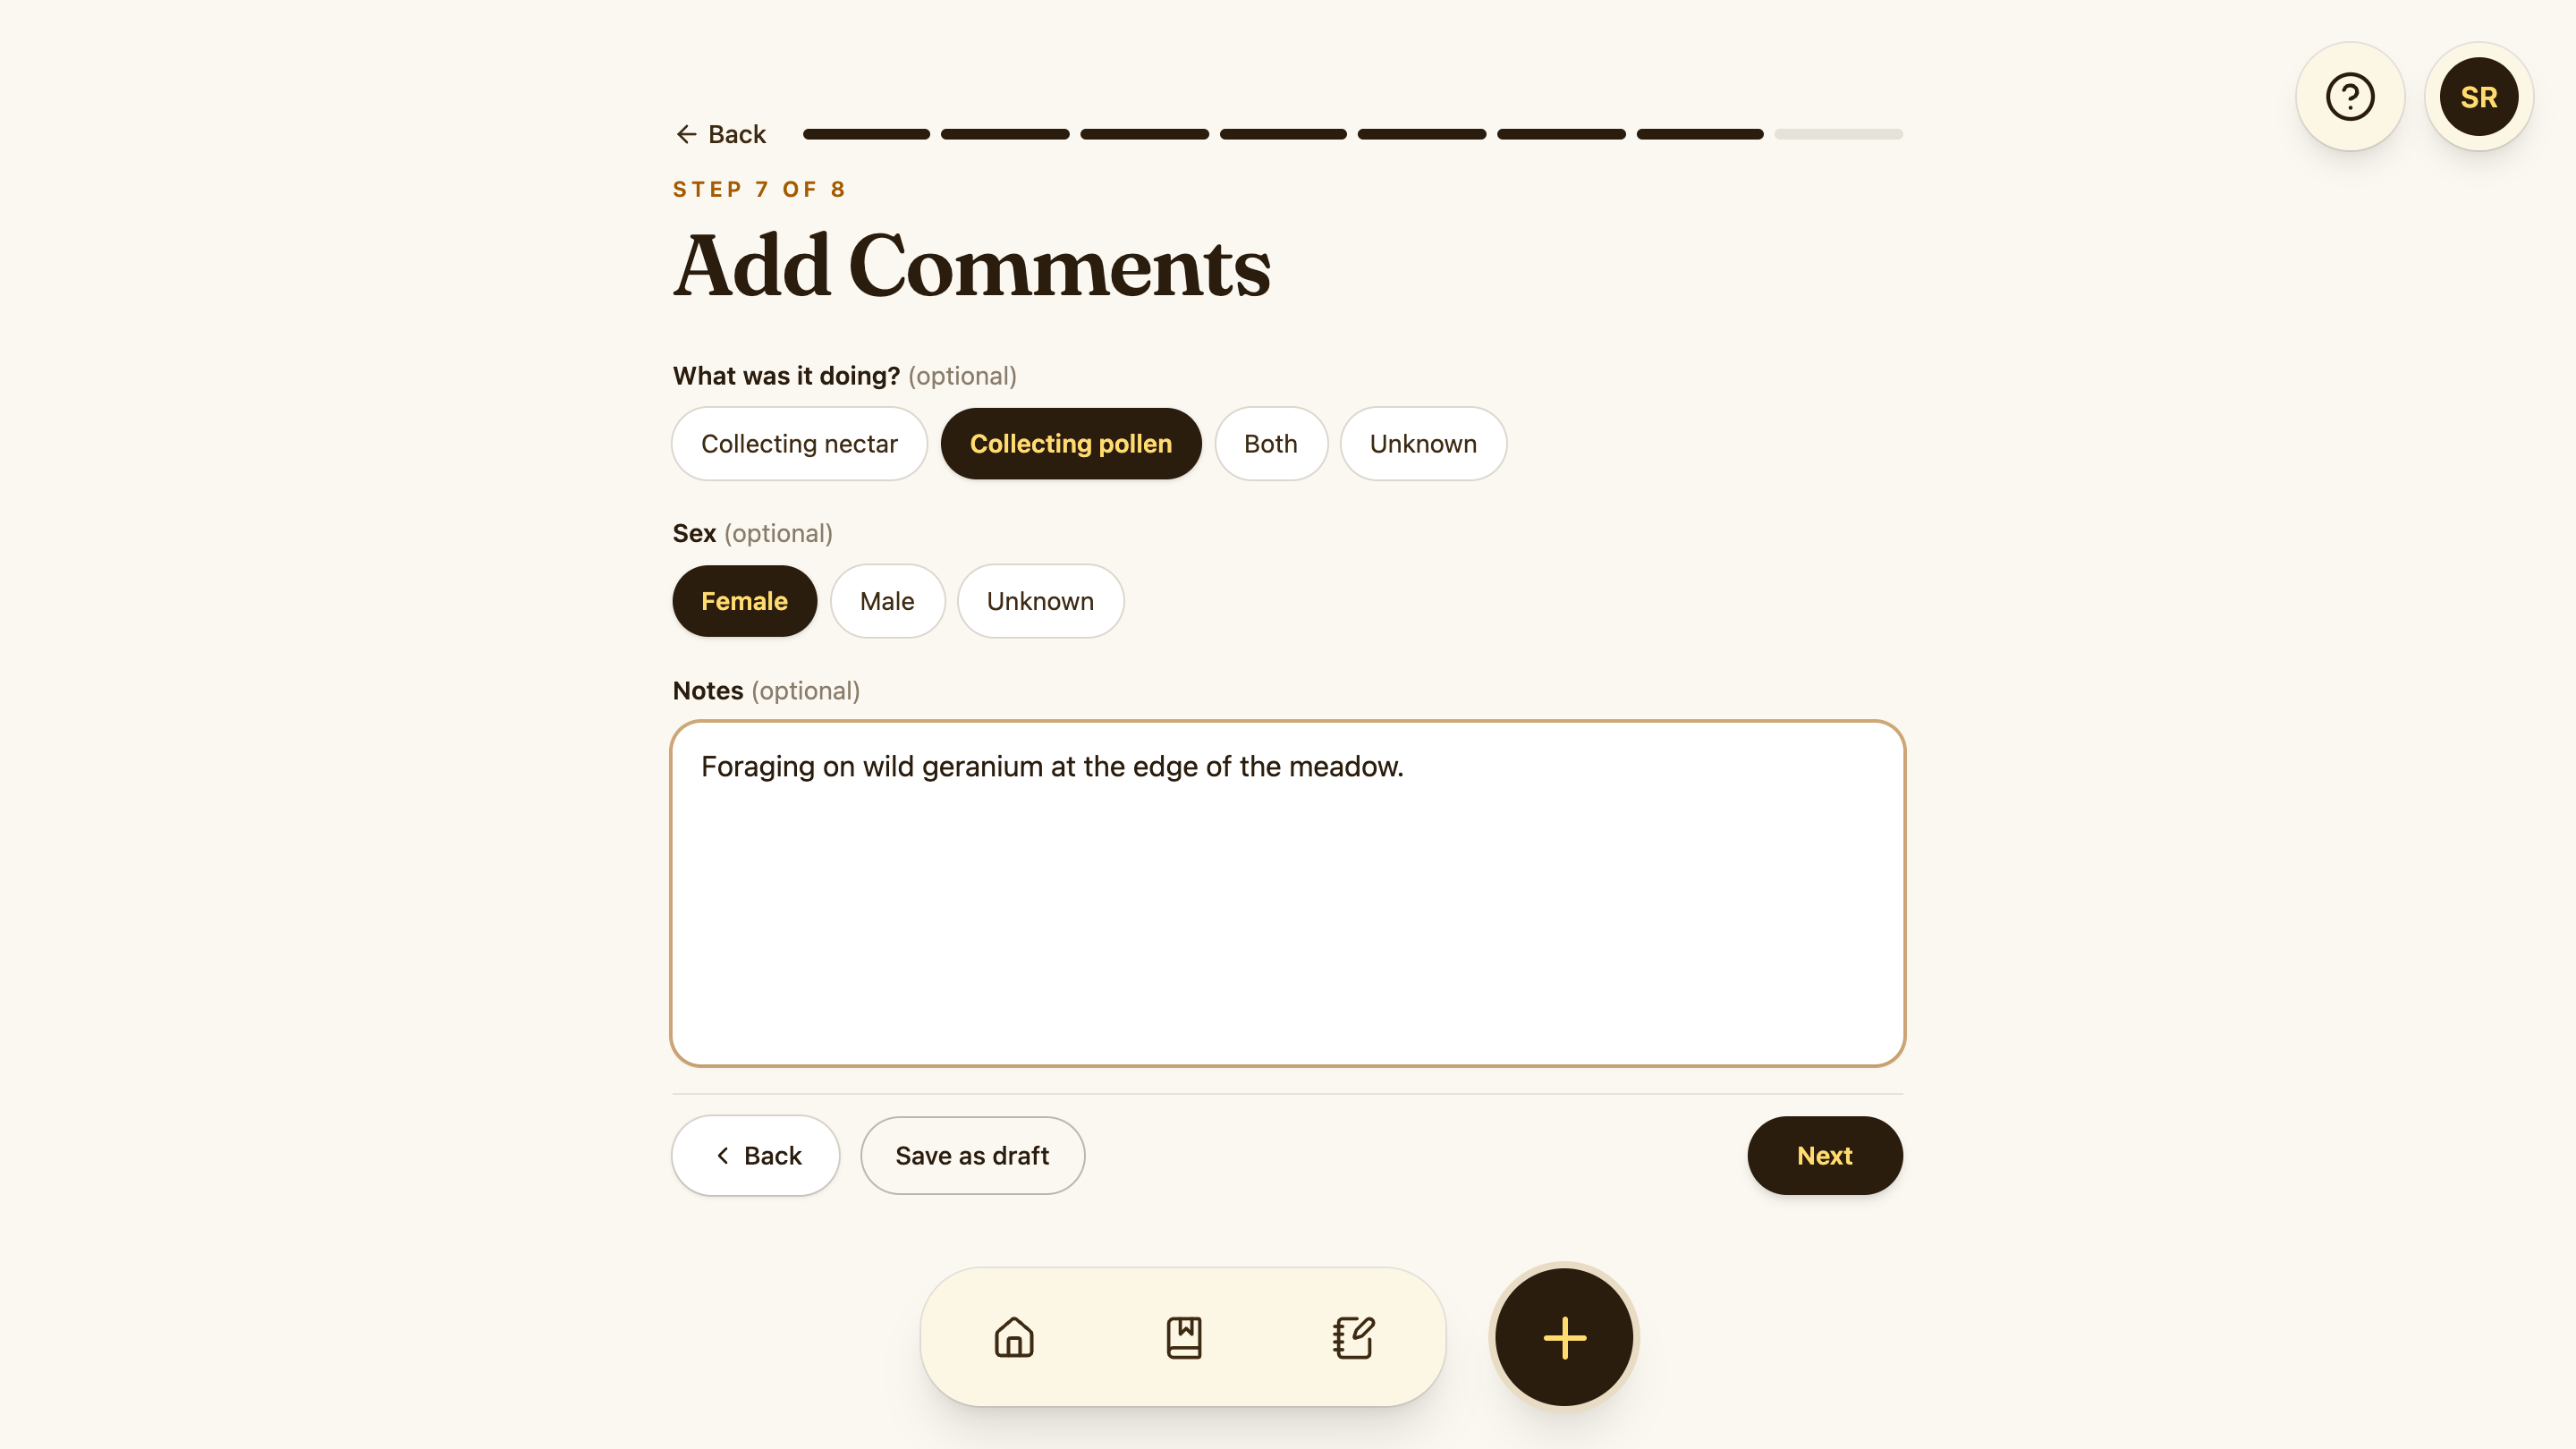 SR
Back
STEP 7 OF 8
Add Comments
What was it doing? (optional)
Collecting nectar Collecting pollen Both Unknown
Sex (optional)
Female Male Unknown
Notes (optional)
Foraging on wild geranium at the edge of the meadow.
Back Save as draft Next